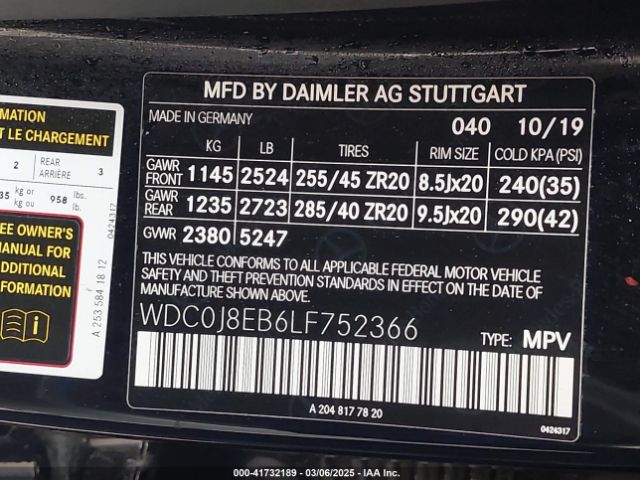 MFD BY DAIMLER AG STUTTGART
MADE IN GERMANY 040 10/19
KG LB TIRES RIM SIZE COLD KPA (PSI)
GAWR FRONT 1145 2524 255/45 ZR20 8.5Jx20 240(35)
GAWR REAR 1235 2723 285/40 ZR20 9.5Jx20 290(42)
GVWR 2380 5247
THIS VEHICLE CONFORMS TO ALL APPLICABLE FEDERAL MOTOR VEHICLE
SAFETY AND THEFT PREVENTION STANDARDS IN EFFECT ON THE DATE
OF MANUFACTURE SHOWN ABOVE.
WDC0J8EB6LF752366
TYPE: MPV
A 204 817 78 20
0424317
MATION
T LE CHARGEMENT
2 REAR ARRIÈRE 3
35 kg or kg ou 958 lb.
0424317
EE OWNER'S
MANUAL FOR
ADDITIONAL
FORMATION
A 253 584 18 12
000-41732189 - 03/06/2025 - IAA Inc.